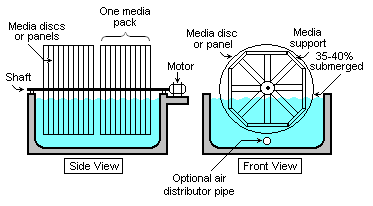 One media
pack
Media discs
or panels
Shaft
Motor
Side View
Media disc
or panel
Media
support
35-40%
submerged
Front View
Optional air
distributor pipe